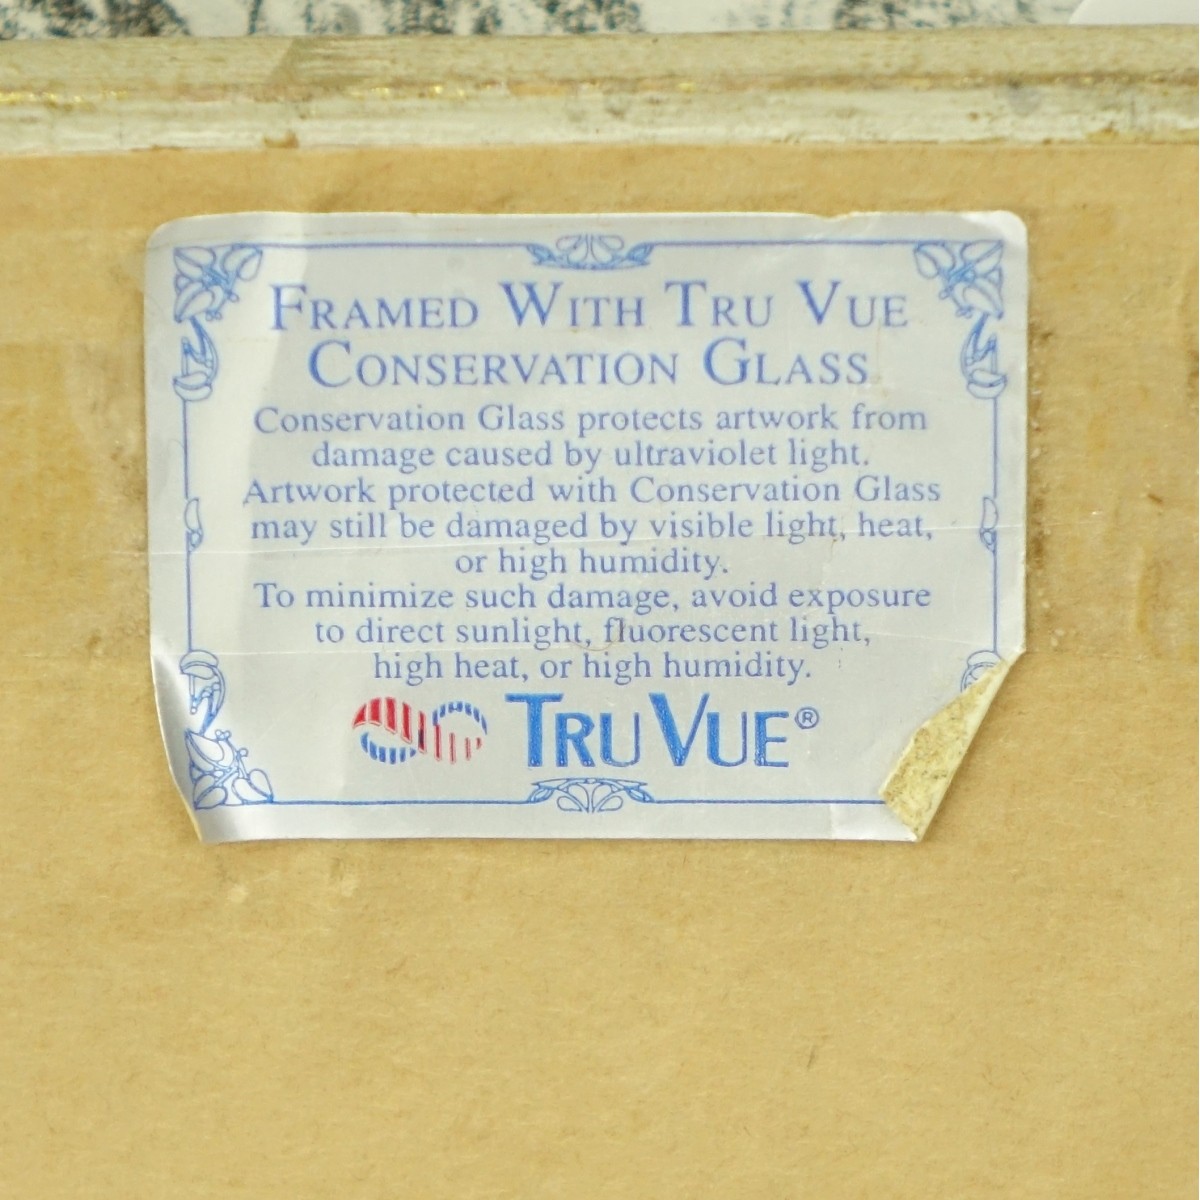 FRAMED WITH TRU VUE
CONSERVATION GLASS
Conservation Glass protects artwork from
damage caused by ultraviolet light.
Artwork protected with Conservation Glass
may still be damaged by visible light, heat,
or high humidity.
To minimize such damage, avoid exposure
to direct sunlight, fluorescent light,
high heat, or high humidity.
TRU VUE®